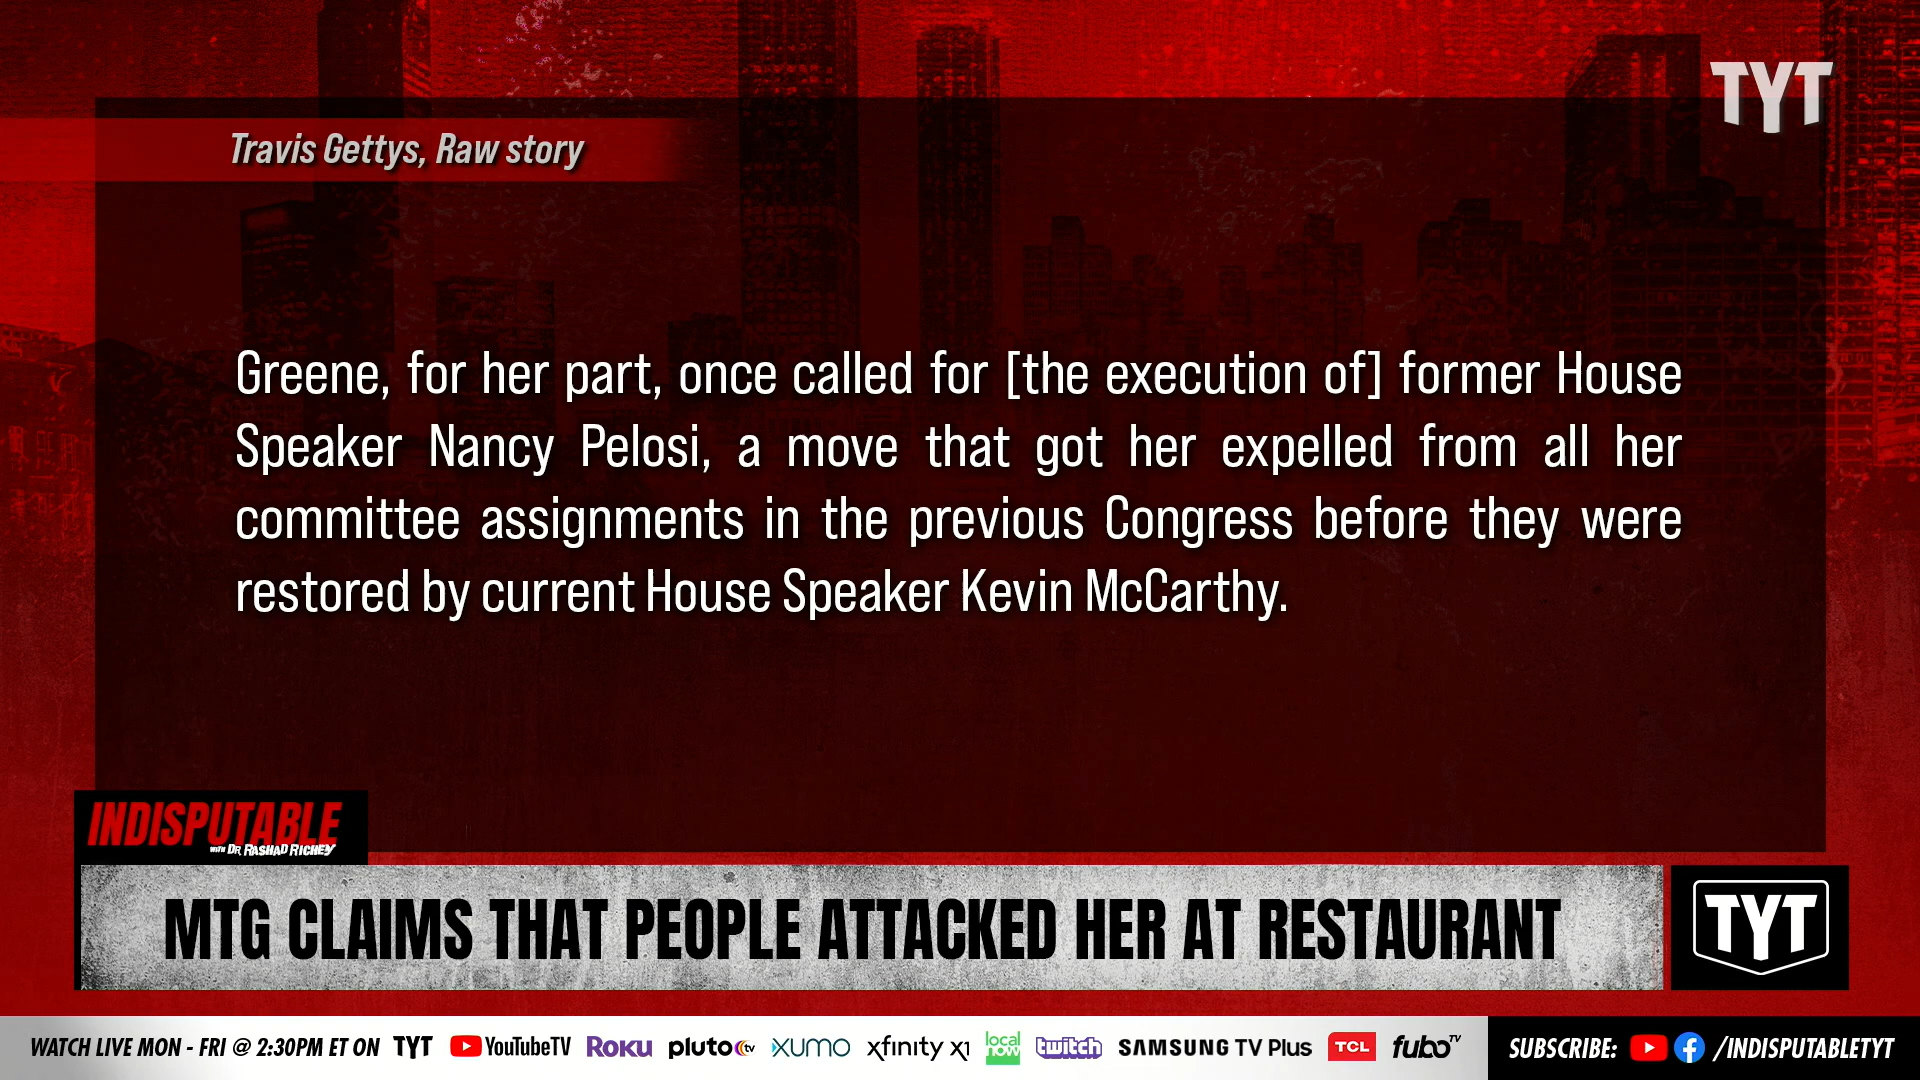 TYT
Travis Gettys, Raw story
Greene, for her part, once called for [the execution of] former House
Speaker Nancy Pelosi, a move that got her expelled from all her
committee assignments in the previous Congress before they were
restored by current House Speaker Kevin McCarthy.
INDISPUTABLE
WITH DR RASHAD RICHEY
MTG CLAIMS THAT PEOPLE ATTACKED HER AT RESTAURANT
TYT
WATCH LIVE MON - FRI @ 2:30PM ET ON TYT YouTubeTV ROKU pluto tv XUMO xfinity x1 local now twitch SAMSUNG TV Plus TCL fubo TV SUBSCRIBE: /INDISPUTABLETYT